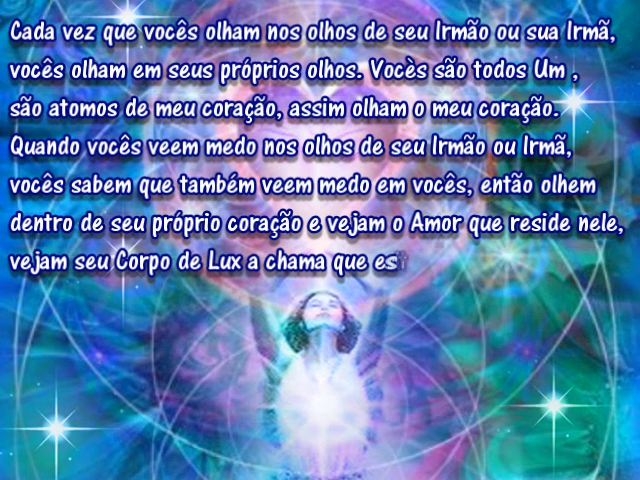 Cada vez que vocês olham nos olhos de seu Irmão ou sua Irmã,
vocês olham em seus próprios olhos. Vocès são todos Um ,
são atomos de meu coração, assim olham o meu coração.
Quando vocês veem medo nos olhos de seu Irmão ou Irmã,
vocês sabem que também veem medo em vocês, então olhem
dentro de seu próprio coração e vejam o Amor que reside nele,
vejam seu Corpo de Lux a chama que es